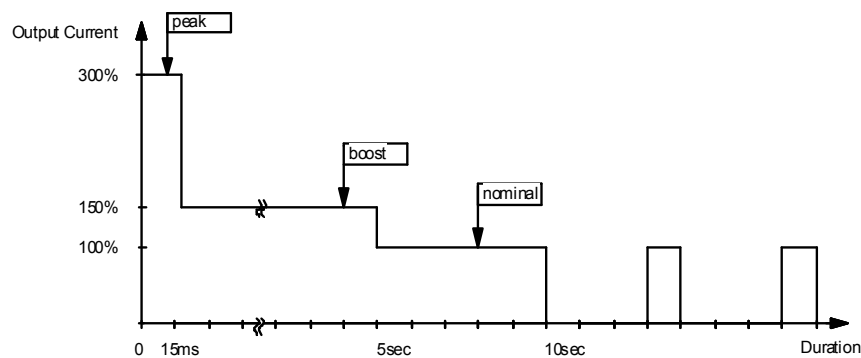 peak
Output Current
300%
boost
nominal
150%
100%
0 15ms 5sec 10sec Duration